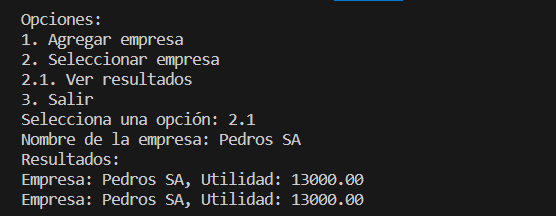 Opciones:
1. Agregar empresa
2. Seleccionar empresa
2.1. Ver resultados
3. Salir
Selecciona una opción: 2.1
Nombre de la empresa: Pedros SA
Resultados:
Empresa: Pedros SA, Utilidad: 13000.00
Empresa: Pedros SA, Utilidad: 13000.00